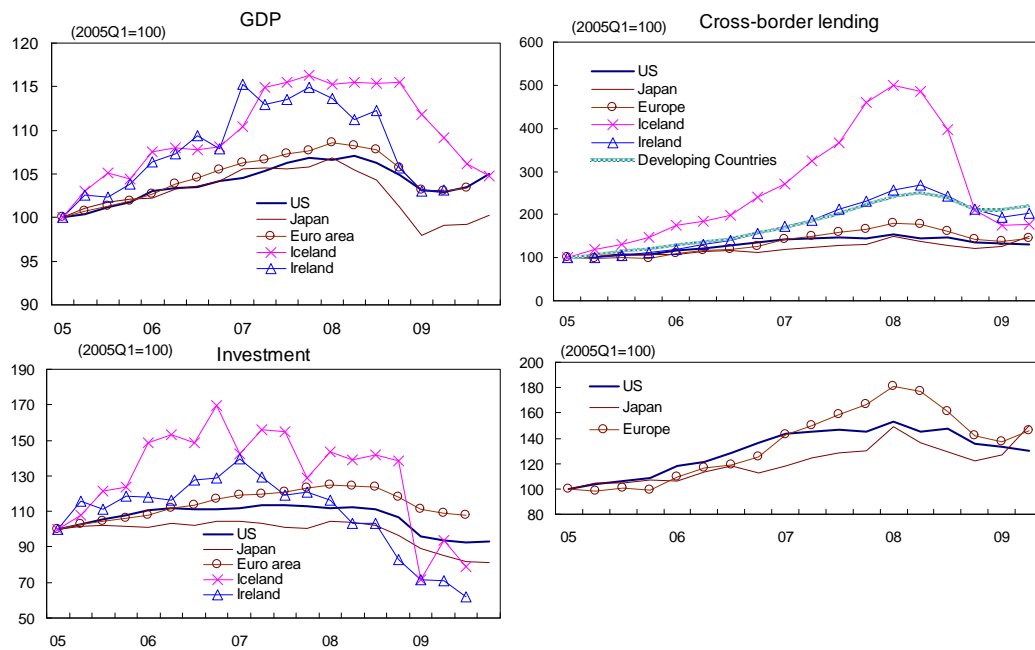 GDP
(2005Q1=100)
120
115
110
105
100
95
90
US
Japan
Euro area
Iceland
Ireland
05 06 07 08 09
Cross-border lending
(2005Q1=100)
600
500
400
300
200
100
0
US
Japan
Europe
Iceland
Ireland
Developing Countries
05 06 07 08 09
Investment
(2005Q1=100)
190
170
150
130
110
90
70
50
US
Japan
Euro area
Iceland
Ireland
05 06 07 08 09
(2005Q1=100)
200
180
160
140
120
100
80
US
Japan
Europe
05 06 07 08 09